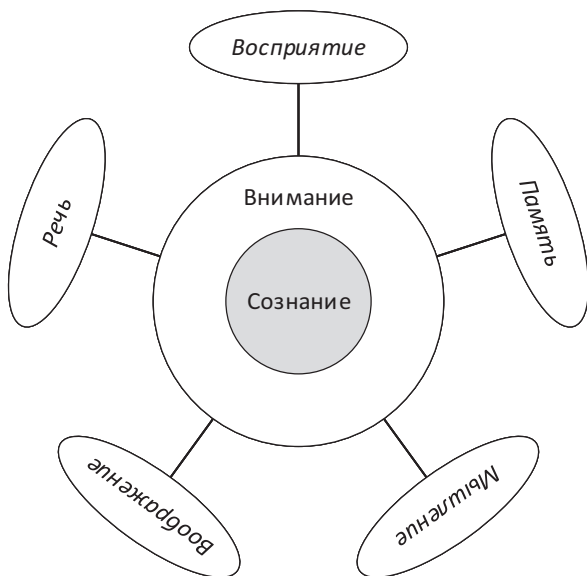 Восприятие
Речь
Внимание
Память
Сознание
Воображение
Мышление